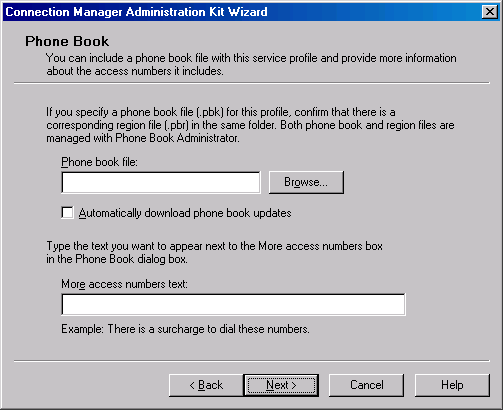 Connection Manager Administration Kit Wizard
Phone Book
You can include a phone book file with this service profile and provide more information
about the access numbers it includes.
If you specify a phone book file (.pbk) for this profile, confirm that there is a
corresponding region file (.pbr) in the same folder. Both phone book and region files are
managed with Phone Book Administrator.
Phone book file:
Browse...
Automatically download phone book updates
Type the text you want to appear next to the More access numbers box
in the Phone Book dialog box.
More access numbers text:
Example: There is a surcharge to dial these numbers.
< Back Next > Cancel Help